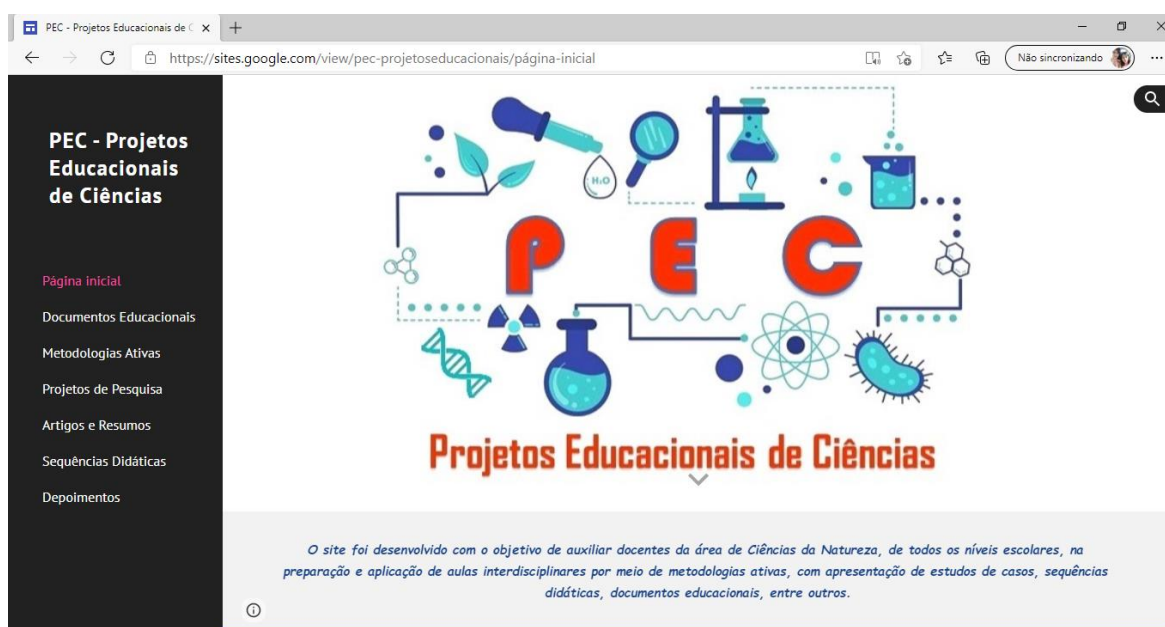 PEC - Projetos Educacionais de C
https://sites.google.com/view/pec-projetoseducacionais/página-inicial
Não sincronizando
PEC - Projetos
Educacionais
de Ciências
Página inicial
Documentos Educacionais
Metodologias Ativas
Projetos de Pesquisa
Artigos e Resumos
Sequências Didáticas
Depoimentos
H₂O
P E C
Projetos Educacionais de Ciências
O site foi desenvolvido com o objetivo de auxiliar docentes da área de Ciências da Natureza, de todos os níveis escolares, na
preparação e aplicação de aulas interdisciplinares por meio de metodologias ativas, com apresentação de estudos de casos, sequências
didáticas, documentos educacionais, entre outros.